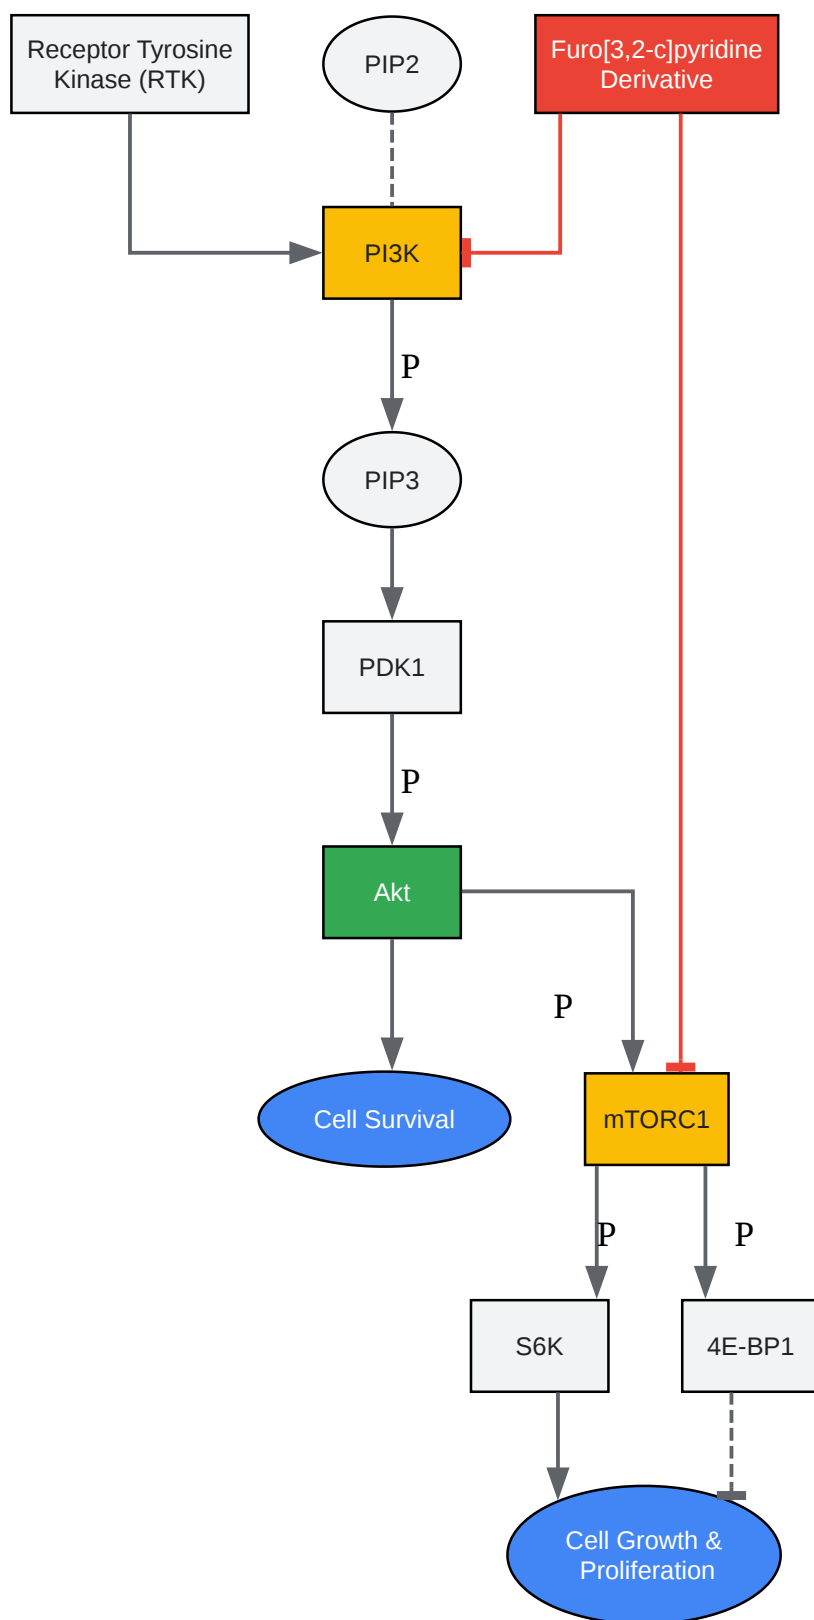 Receptor Tyrosine
Kinase (RTK)
PIP2
Furo[3,2-c]pyridine
Derivative
PI3K
P
PIP3
PDK1
P
Akt
P
Cell Survival
mTORC1
P
P
S6K
4E-BP1
Cell Growth &
Proliferation